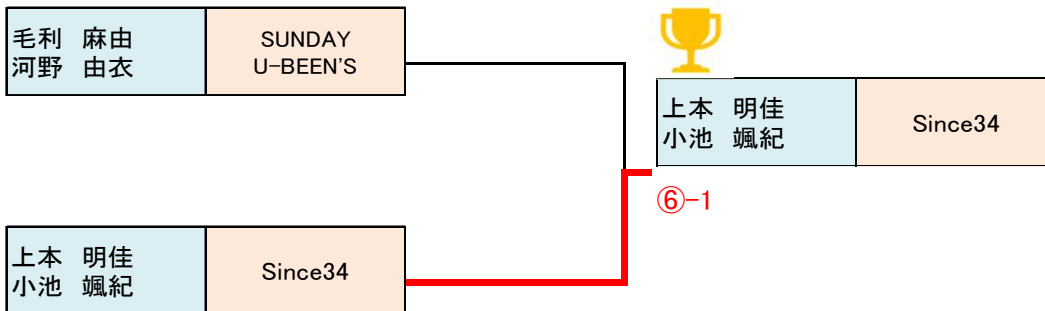 毛利　麻由
河野　由衣
SUNDAY
U-BEEN'S
上本　明佳
小池　颯紀
Since34
⑥-1
上本　明佳
小池　颯紀
Since34